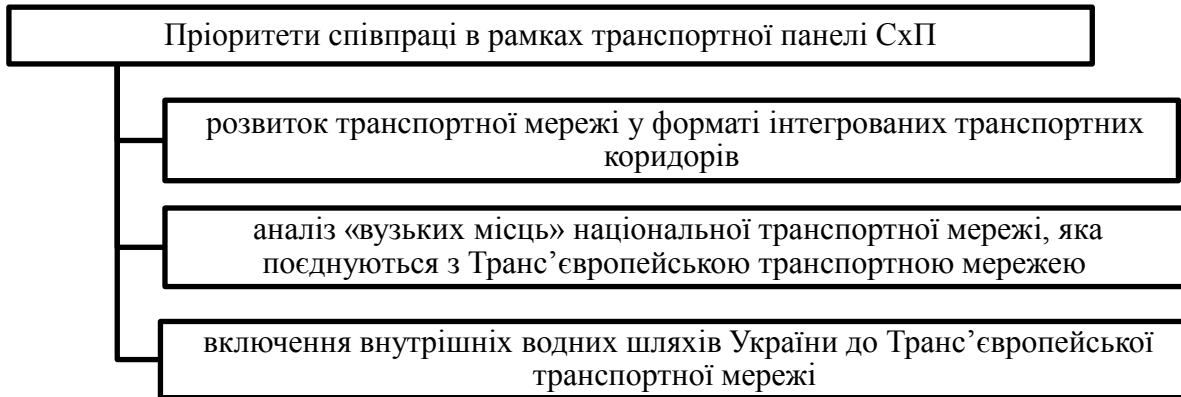 Пріоритети співпраці в рамках транспортної панелі СхП
розвиток транспортної мережі у форматі інтегрованих транспортних
коридорів
аналіз «вузьких місць» національної транспортної мережі, яка
поєднуються з Транс’європейською транспортною мережею
включення внутрішніх водних шляхів України до Транс’європейської
транспортної мережі